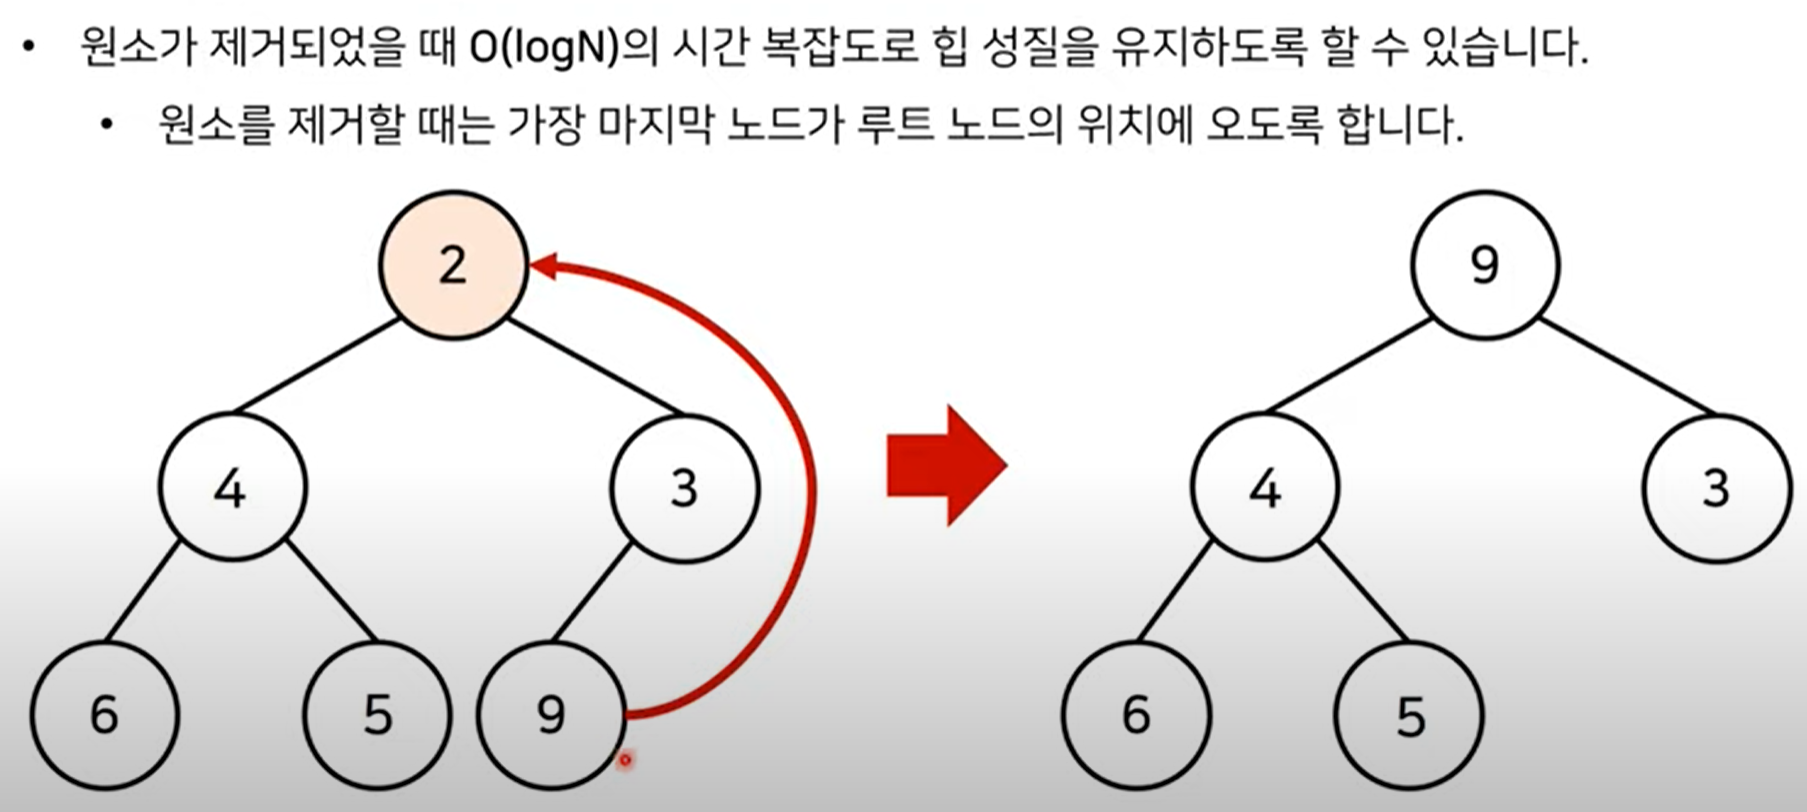 • 원소가 제거되었을 때 O(logN)의 시간 복잡도로 힙 성질을 유지하도록 할 수 있습니다.
• 원소를 제거할 때는 가장 마지막 노드가 루트 노드의 위치에 오도록 합니다.
2 9
4 3 4 3
6 5 9 6 5